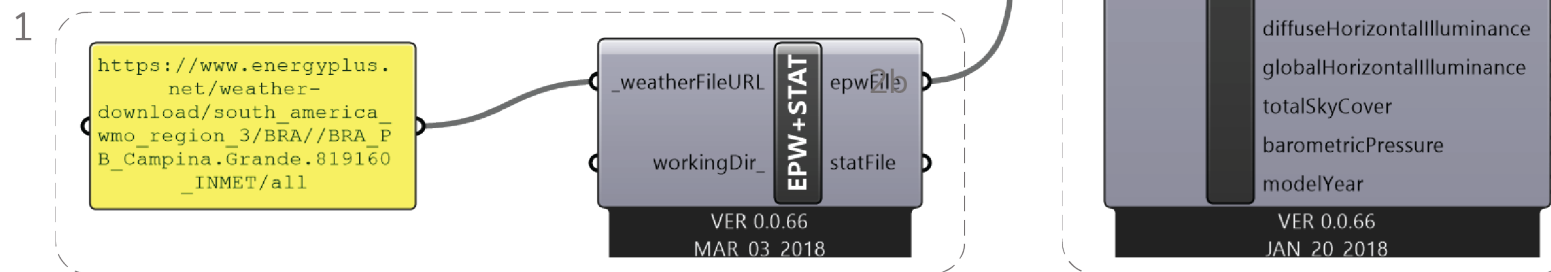 1
https://www.energyplus.
net/weather-
download/south_america_
wmo_region_3/BRA//BRA_P
B_Campina.Grande.819160
_INMET/all
_weatherFileURL
workingDir_
EPW+STAT
epwFile
2b
statFile
VER 0.0.66
MAR 03 2018
diffuseHorizontalIlluminance
globalHorizontalIlluminance
totalSkyCover
barometricPressure
modelYear
VER 0.0.66
JAN 20 2018